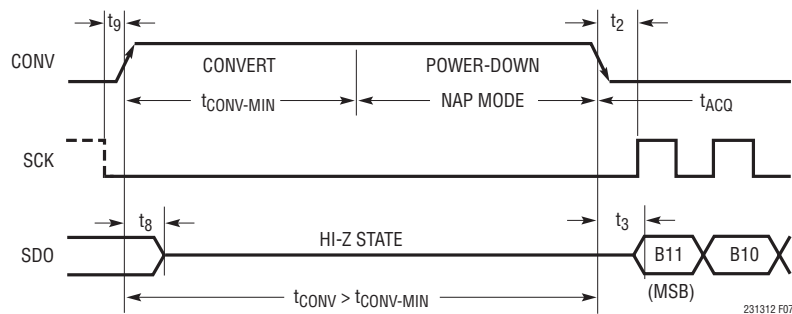 t9
t2
CONV
CONVERT
POWER-DOWN
tCONV-MIN
NAP MODE
tACQ
SCK
t8
t3
SDO
HI-Z STATE
B11
B10
(MSB)
tCONV > tCONV-MIN
231312 F07